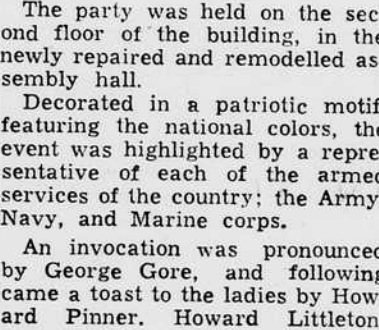 The party was held on the sec
ond floor of the building, in the
newly repaired and remodelled as
sembly hall.
Decorated in a patriotic motif
featuring the national colors, the
event was highlighted by a repre
sentative of each of the armed
services of the country; the Army
Navy, and Marine corps.
An invocation was pronounced
by George Gore, and following
came a toast to the ladies by How
ard Pinner. Howard Littleton